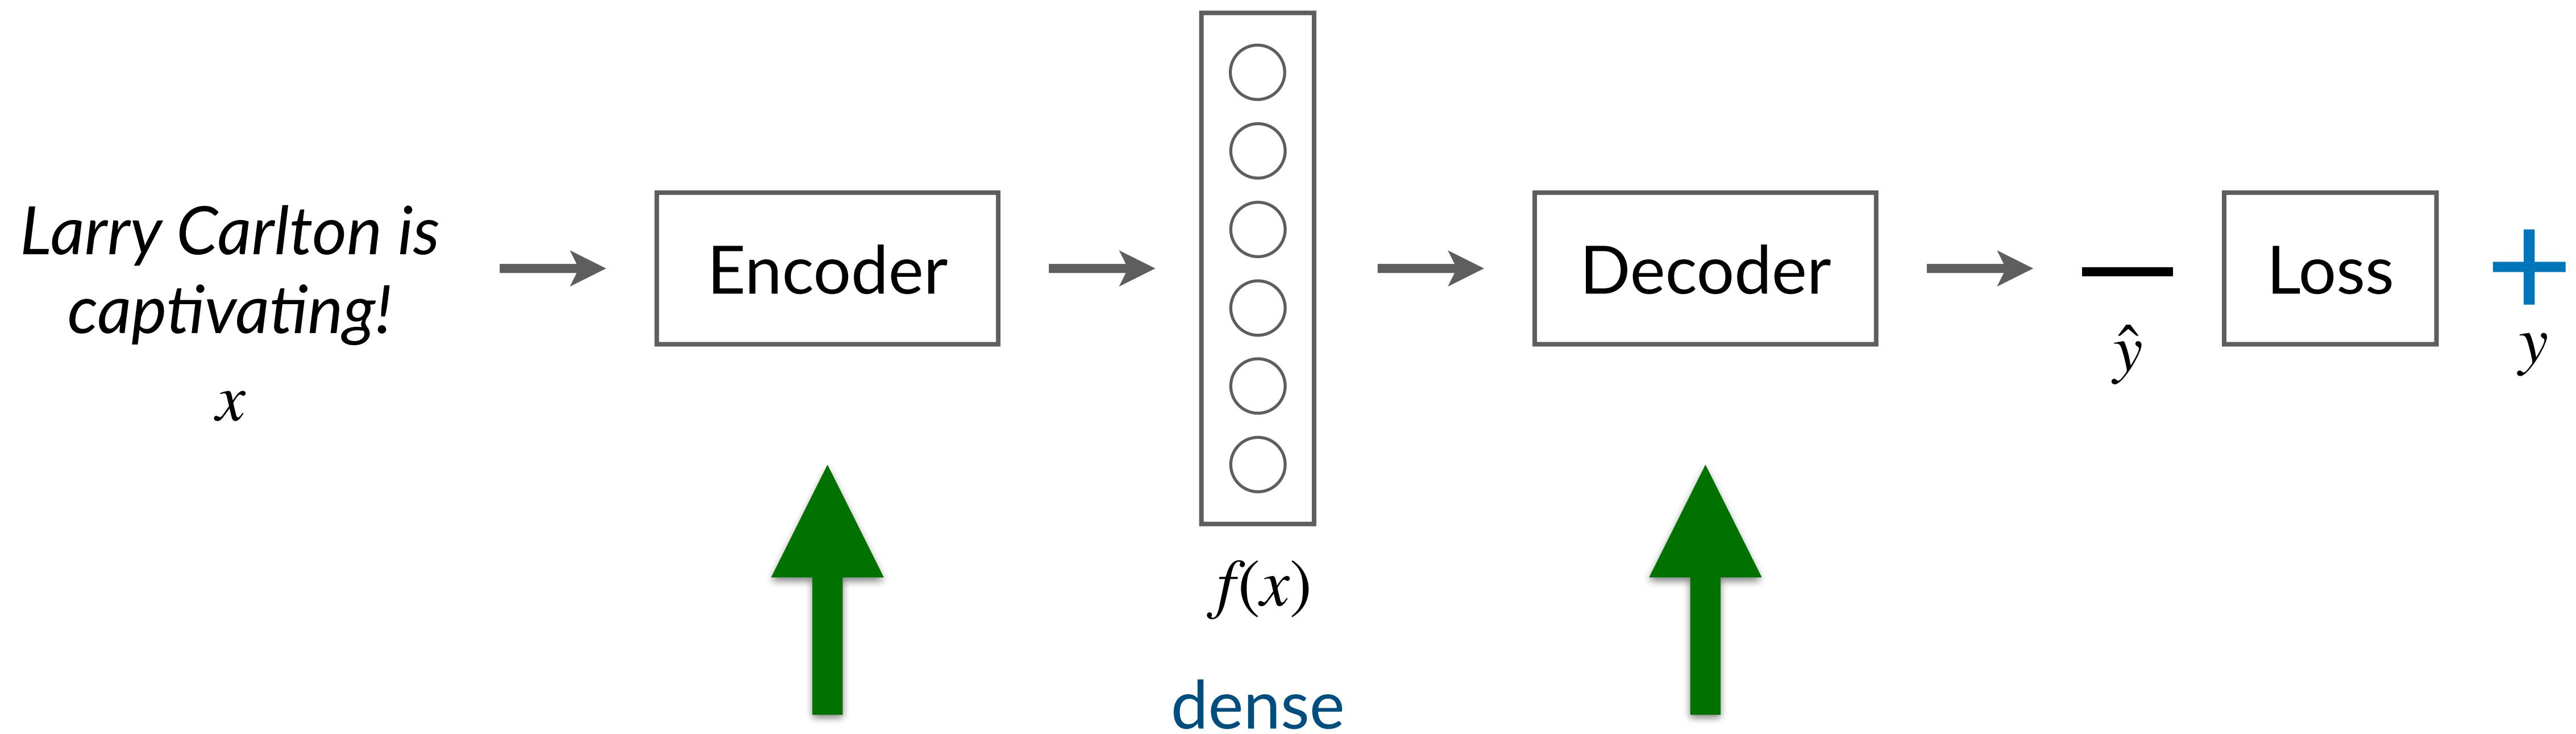 Larry Carlton is
captivating!
x
Encoder
f(x)
dense
Decoder
—
ŷ
Loss
+
y